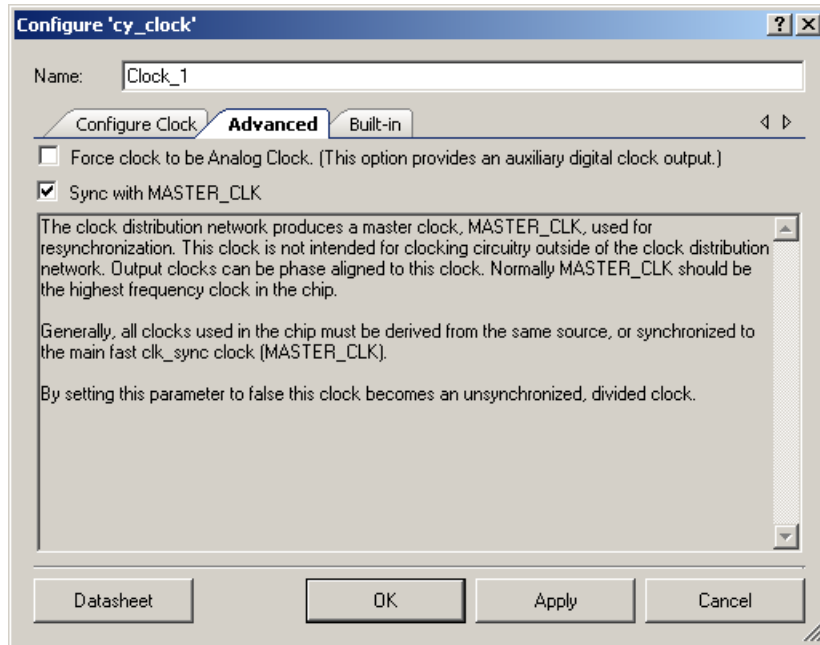 Configure 'cy_clock'
Name: Clock_1
Configure Clock Advanced Built-in
Force clock to be Analog Clock. (This option provides an auxiliary digital clock output.)
Sync with MASTER_CLK
The clock distribution network produces a master clock, MASTER_CLK, used for
resynchronization. This clock is not intended for clocking circuitry outside of the clock distribution
network. Output clocks can be phase aligned to this clock. Normally MASTER_CLK should be
the highest frequency clock in the chip.
Generally, all clocks used in the chip must be derived from the same source, or synchronized to
the main fast clk_sync clock (MASTER_CLK).
By setting this parameter to false this clock becomes an unsynchronized, divided clock.
Datasheet OK Apply Cancel